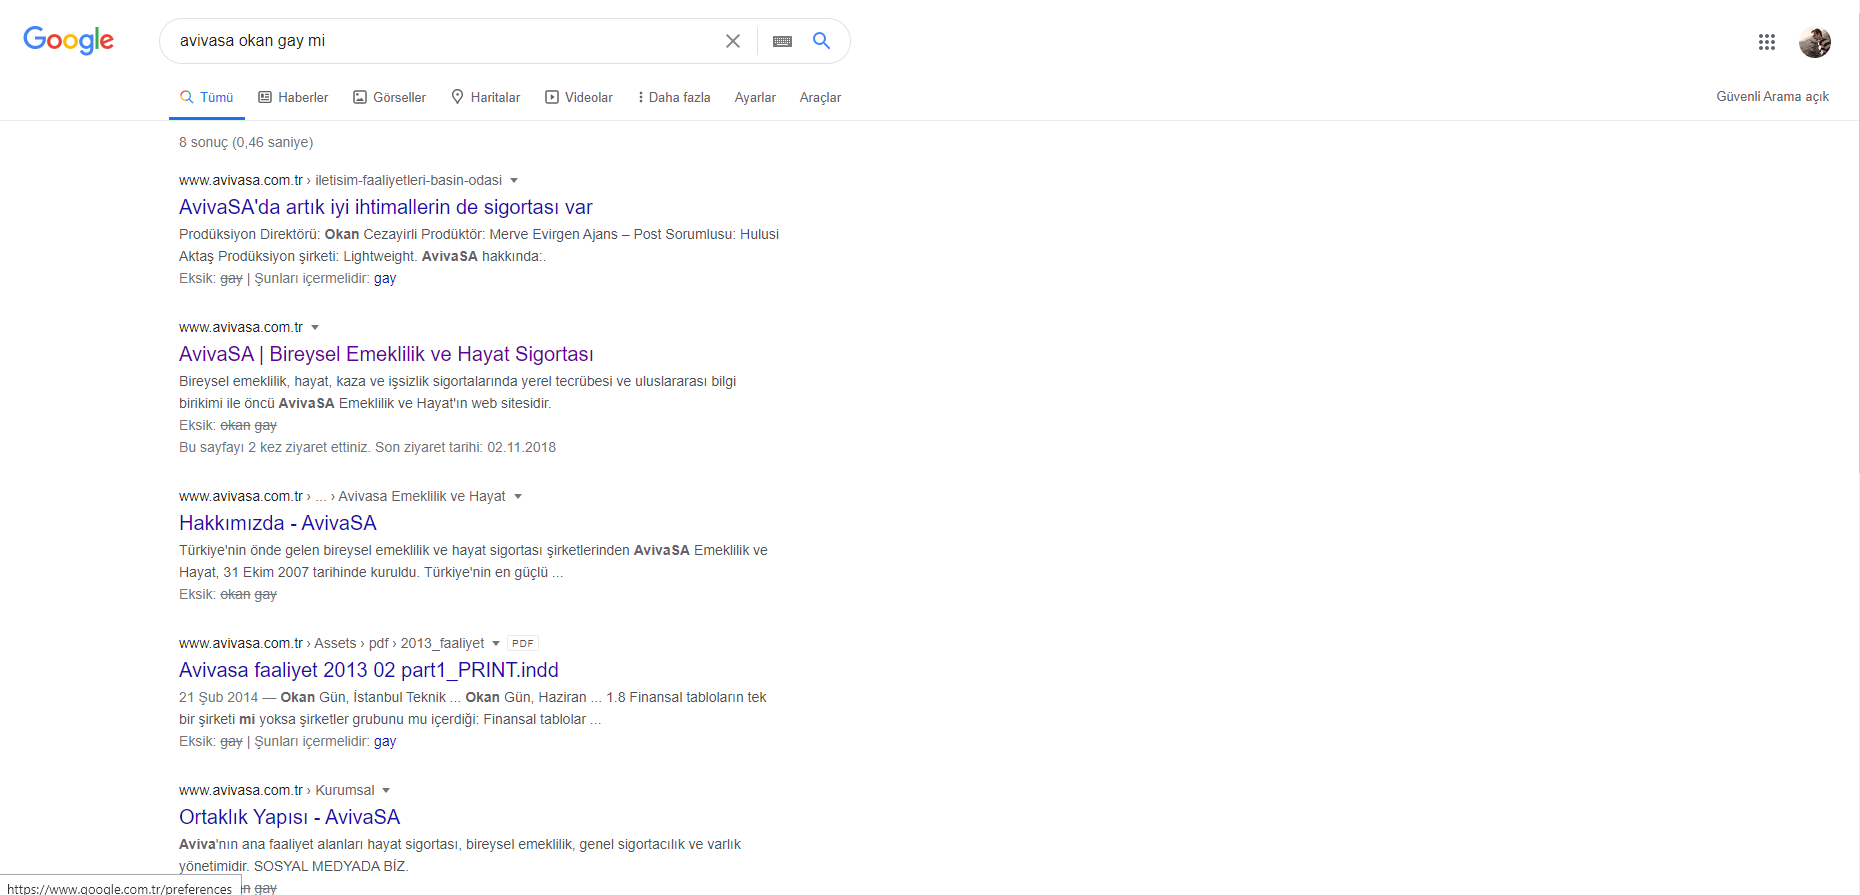 Google
avivasa okan gay mi
Tümü Haberler Görseller Haritalar Videolar Daha fazla Ayarlar Araçlar
Güvenli Arama açık
8 sonuç (0,46 saniye)
www.avivasa.com.tr › iletisim-faaliyetleri-basin-odasi
AvivaSA'da artık iyi ihtimallerin de sigortası var
Prodüksiyon Direktörü: Okan Cezayirli Prodüktör: Merve Evirgen Ajans – Post Sorumlusu: Hulusi
Aktaş Prodüksiyon şirketi: Lightweight. AvivaSA hakkında:.
Eksik: gay | Şunları içermelidir: gay
www.avivasa.com.tr
AvivaSA | Bireysel Emeklilik ve Hayat Sigortası
Bireysel emeklilik, hayat, kaza ve işsizlik sigortalarında yerel tecrübesi ve uluslararası bilgi
birikimi ile öncü AvivaSA Emeklilik ve Hayat'ın web sitesidir.
Eksik: okan gay
Bu sayfayı 2 kez ziyaret ettiniz. Son ziyaret tarihi: 02.11.2018
www.avivasa.com.tr › ... › Avivasa Emeklilik ve Hayat
Hakkımızda - AvivaSA
Türkiye'nin önde gelen bireysel emeklilik ve hayat sigortası şirketlerinden AvivaSA Emeklilik ve
Hayat, 31 Ekim 2007 tarihinde kuruldu. Türkiye'nin en güçlü ...
Eksik: okan gay
www.avivasa.com.tr › Assets › pdf › 2013_faaliyet PDF
Avivasa faaliyet 2013 02 part1_PRINT.indd
21 Şub 2014 — Okan Gün, İstanbul Teknik ... Okan Gün, Haziran ... 1.8 Finansal tabloların tek
bir şirketi mi yoksa şirketler grubunu mu içerdiği: Finansal tablolar ...
Eksik: gay | Şunları içermelidir: gay
www.avivasa.com.tr › Kurumsal
Ortaklık Yapısı - AvivaSA
Aviva'nın ana faaliyet alanları hayat sigortası, bireysel emeklilik, genel sigortacılık ve varlık
yönetimidir. SOSYAL MEDYADA BİZ.
https://www.google.com.tr/preferences gay